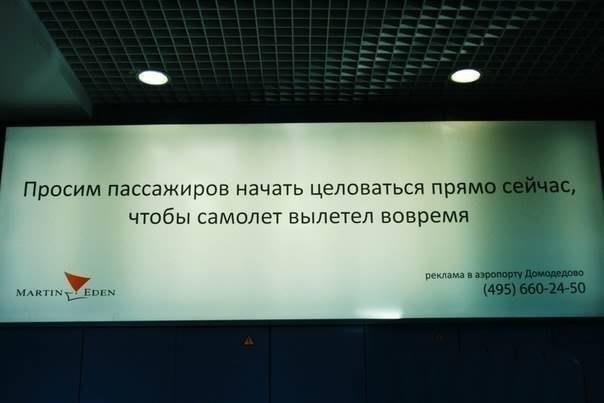 Просим пассажиров начать целоваться прямо сейчас,
чтобы самолет вылетел вовремя
MARTIN EDEN
реклама в аэропорту Домодедово
(495) 660-24-50